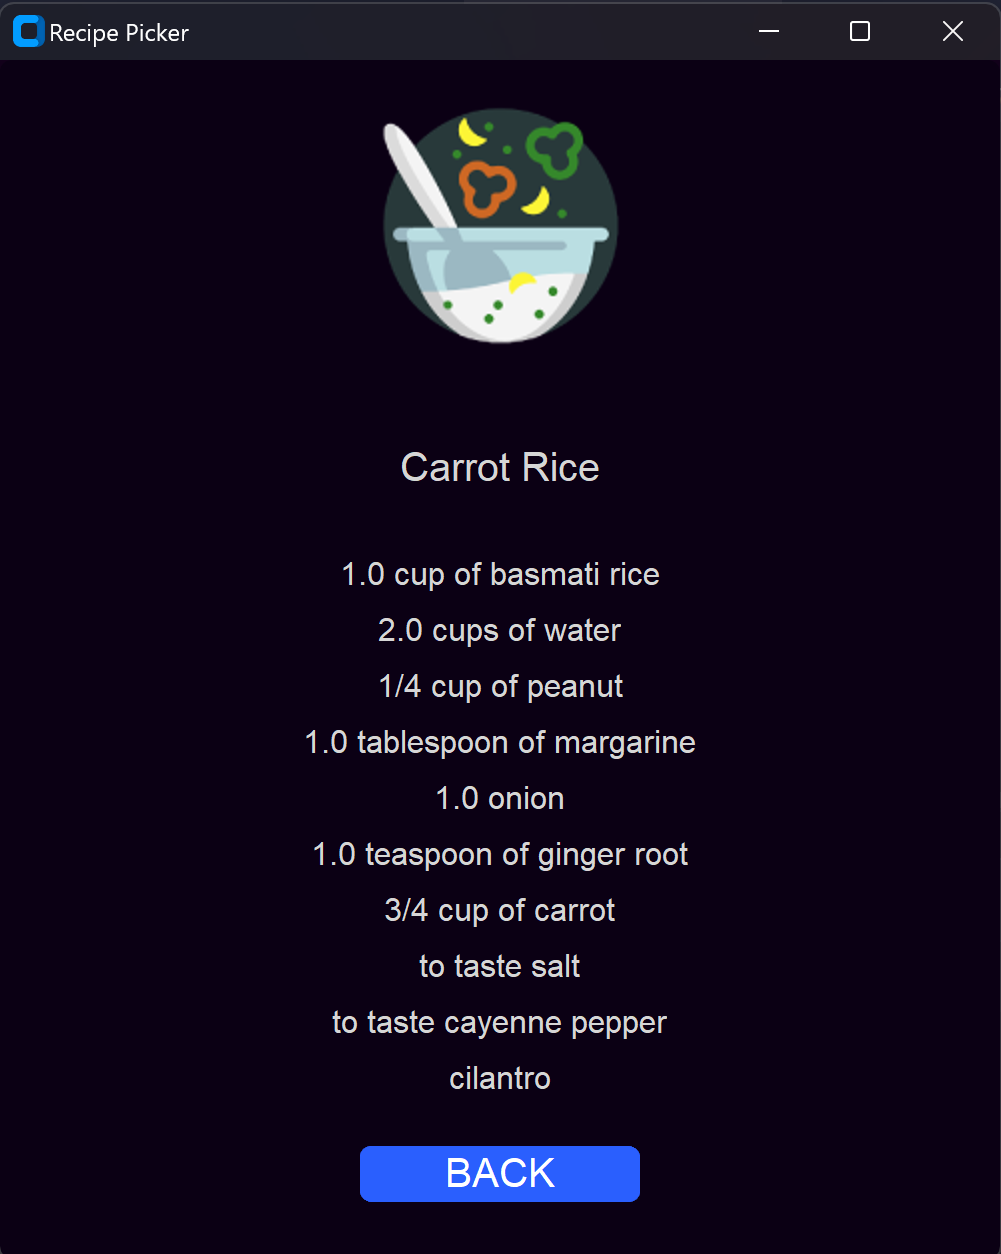 Recipe Picker
Carrot Rice
1.0 cup of basmati rice
2.0 cups of water
1/4 cup of peanut
1.0 tablespoon of margarine
1.0 onion
1.0 teaspoon of ginger root
3/4 cup of carrot
to taste salt
to taste cayenne pepper
cilantro
BACK